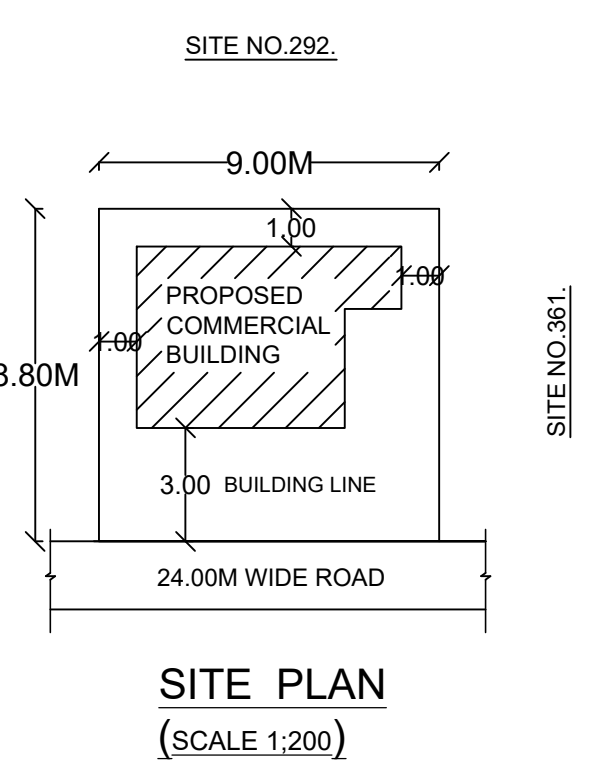 SITE NO.292.
9.00M
1.00
1.00
PROPOSED
COMMERCIAL
BUILDING
1.00
SITE NO.361.
3.00 BUILDING LINE
24.00M WIDE ROAD
SITE PLAN
(SCALE 1;200)